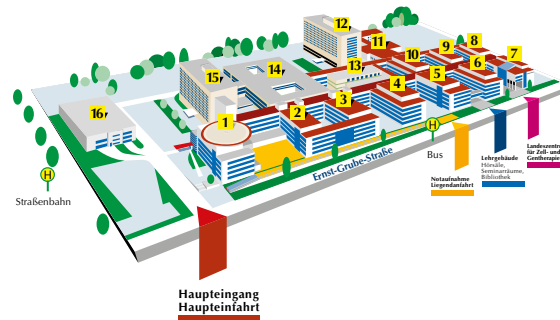 12
11
9
8
10
7
15
14
13
6
5
4
16
3
2
1
H
H
Bus
Straßenbahn
Ernst-Grube-Straße
Notaufnahme
Liegendanfahrt
Lehrgebäude
Hörsäle,
Seminarräume,
Bibliothek
Landeszentr
für Zell- und
Gentherapie
Haupteingang
Haupteinfahrt